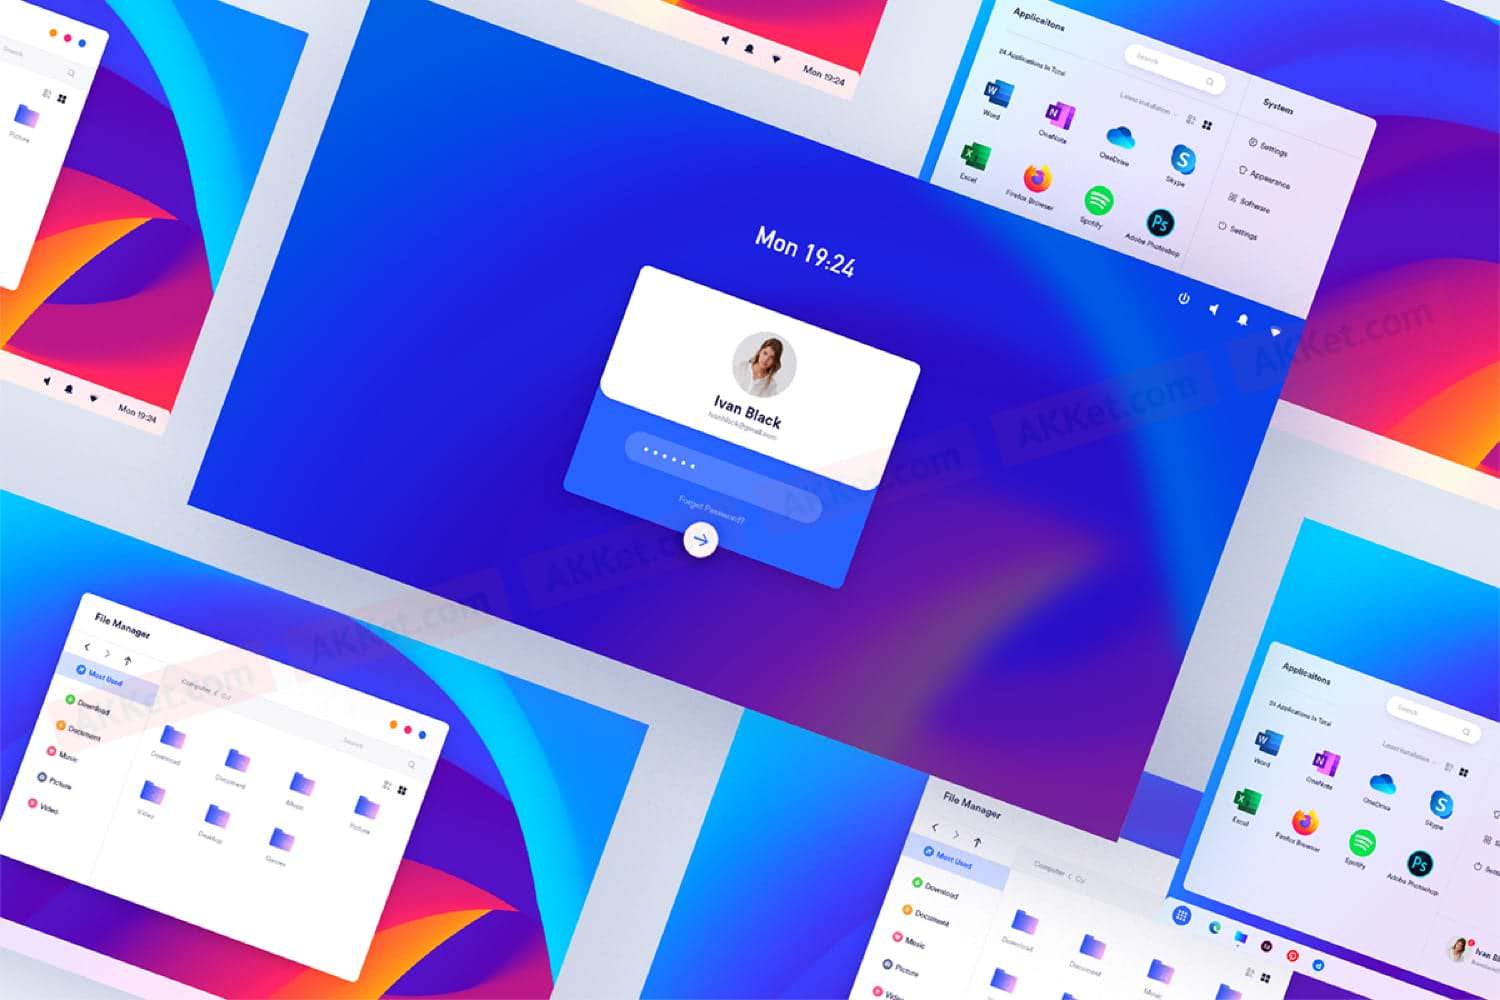 Search
Picture
Mon 19:24
Mon 19:24
Applicaitons
Search
24 Applications In Total
Latest Installation
System
Word
OneNote
OneDrive
Skype
Settings
Appearance
Excel
Firefox Browser
Spotify
Adobe Photoshop
Software
Settings
Mon 19:24
Ivan Black
ivanblack@gmail.com
Forget Password?
AKKet.com
AKKet.com
AKKet.com
AKKet.com
AKKet.com
AKKet.com
File Manager
Most Used
Computer < C:/
Search
Download
Document
Music
Picture
Video
Download
Document
Music
Picture
Video
Desktop
Games
File Manager
Most Used
Computer < C:/
Download
Document
Music
Picture
Video
Download
Document
Music
Applicaitons
Search
24 Applications In Total
Latest Installation
Word
OneNote
OneDrive
Skype
Excel
Firefox Browser
Spotify
Adobe Photoshop